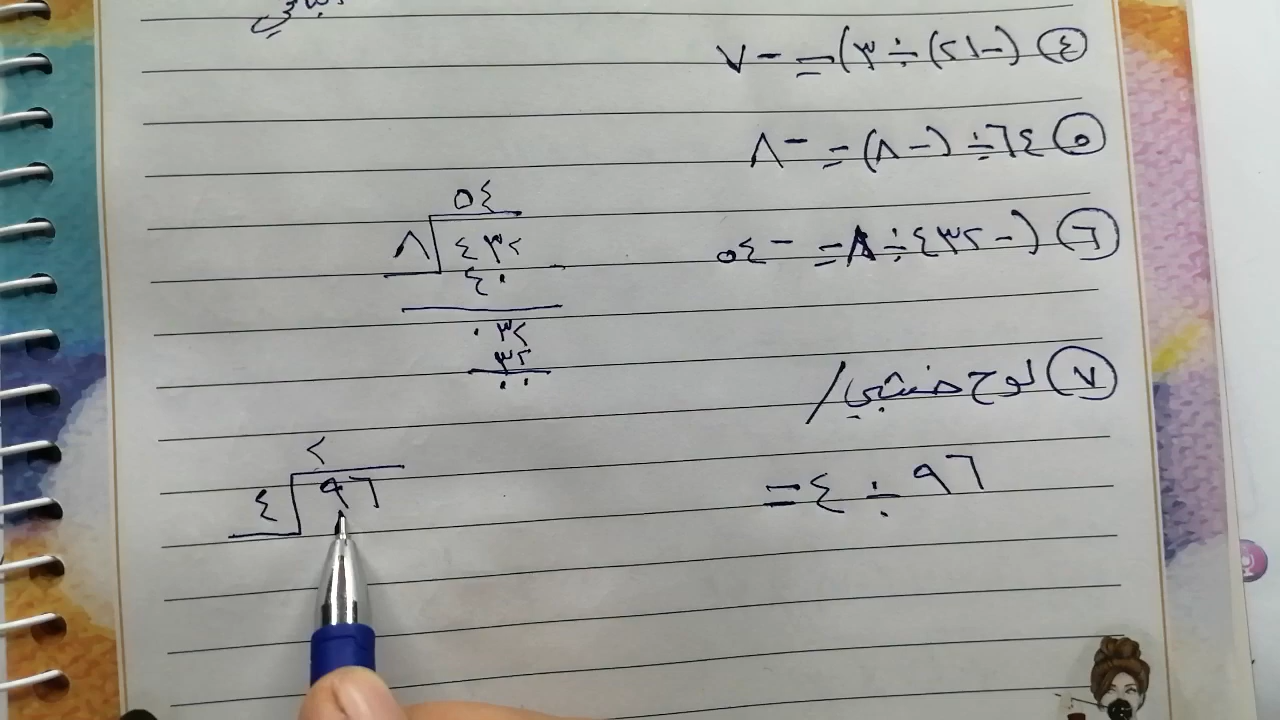 ٤ (-٢١) ÷ ٣) = -٧
٥ ٦٤ ÷ (-٨) = -٨
٦ (-٤٣٢ ÷ ٨ = -٥٤
٥٤
٨ ٤٣٢
٤٠
٠٣٢
٣٢
٠٠
٧ لوح خشبي /
٩٦ ÷ ٤ =
٢
٤ ٩٦